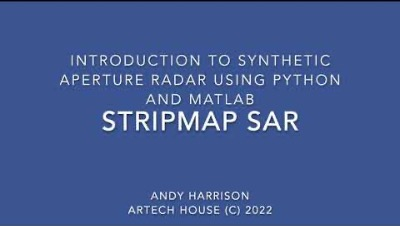 INTRODUCTION TO SYNTHETIC
APERTURE RADAR USING PYTHON
AND MATLAB
STRIPMAP SAR
ANDY HARRISON
ARTECH HOUSE (C) 2022